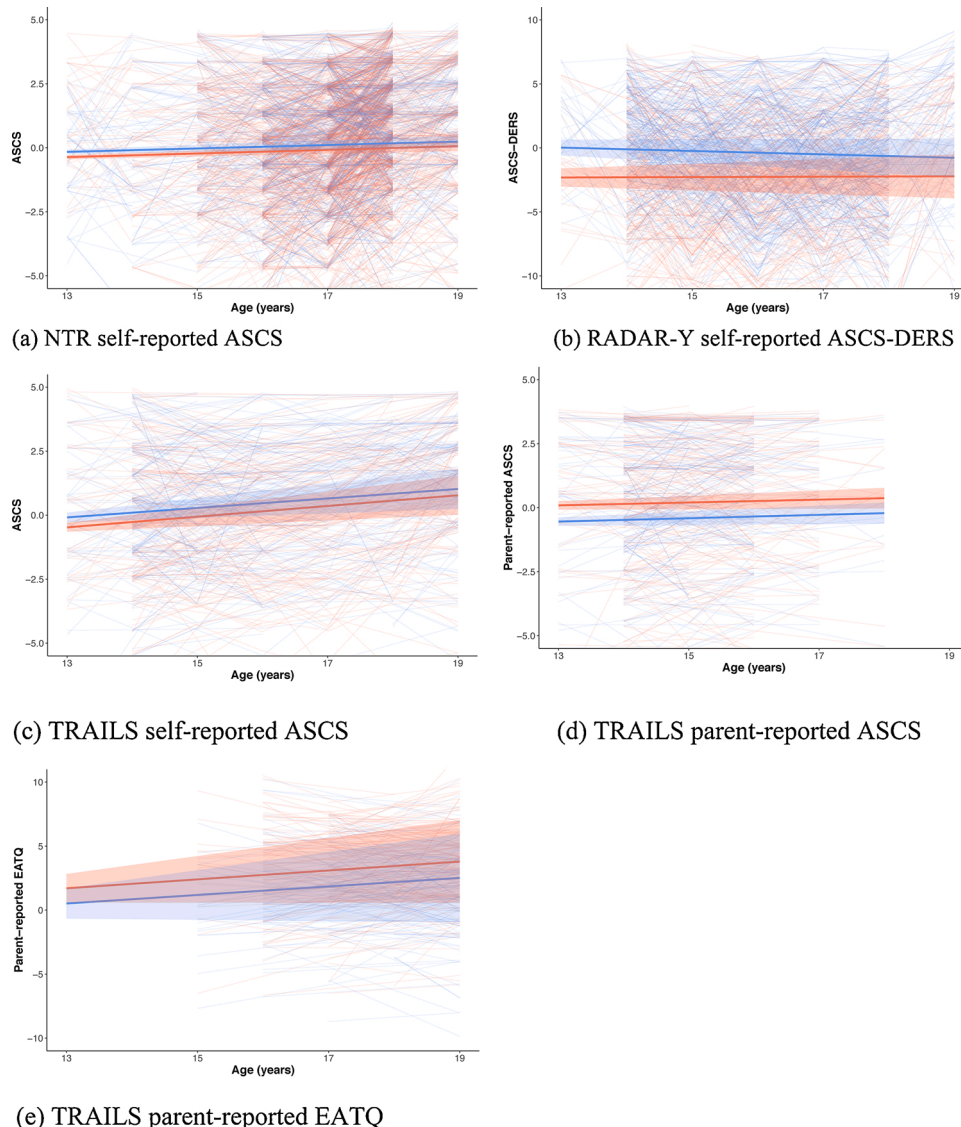 5.0
2.5
0.0
−2.5
−5.0
ASCS
13 15 17 19
Age (years)
(a) NTR self-reported ASCS
10
5
0
−5
−10
ASCS−DERS
13 15 17 19
Age (years)
(b) RADAR-Y self-reported ASCS-DERS
5.0
2.5
0.0
−2.5
−5.0
ASCS
13 15 17 19
Age (years)
(c) TRAILS self-reported ASCS
5.0
2.5
0.0
−2.5
−5.0
Parent−reported ASCS
13 15 17 19
Age (years)
(d) TRAILS parent-reported ASCS
10
5
0
−5
−10
Parent−reported EATQ
13 15 17 19
Age (years)
(e) TRAILS parent-reported EATQ